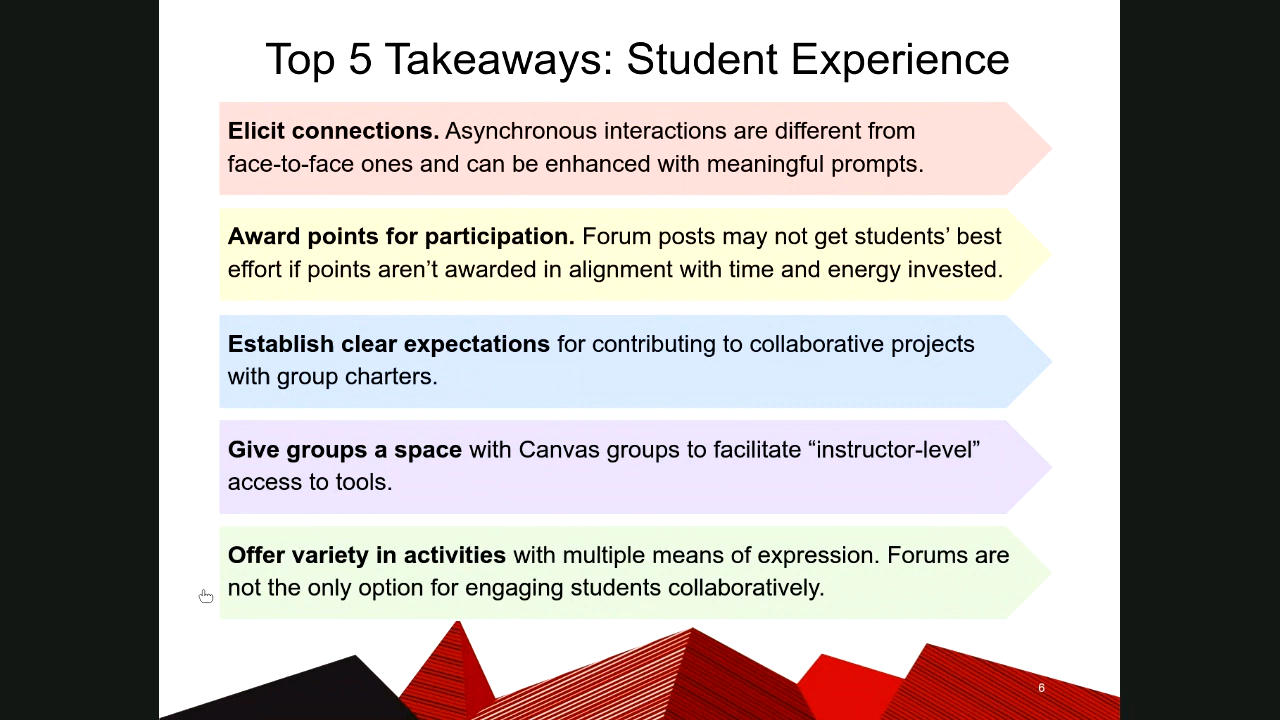 Top 5 Takeaways: Student Experience
Elicit connections. Asynchronous interactions are different from
face-to-face ones and can be enhanced with meaningful prompts.
Award points for participation. Forum posts may not get students’ best
effort if points aren’t awarded in alignment with time and energy invested.
Establish clear expectations for contributing to collaborative projects
with group charters.
Give groups a space with Canvas groups to facilitate “instructor-level”
access to tools.
Offer variety in activities with multiple means of expression. Forums are
not the only option for engaging students collaboratively.
6